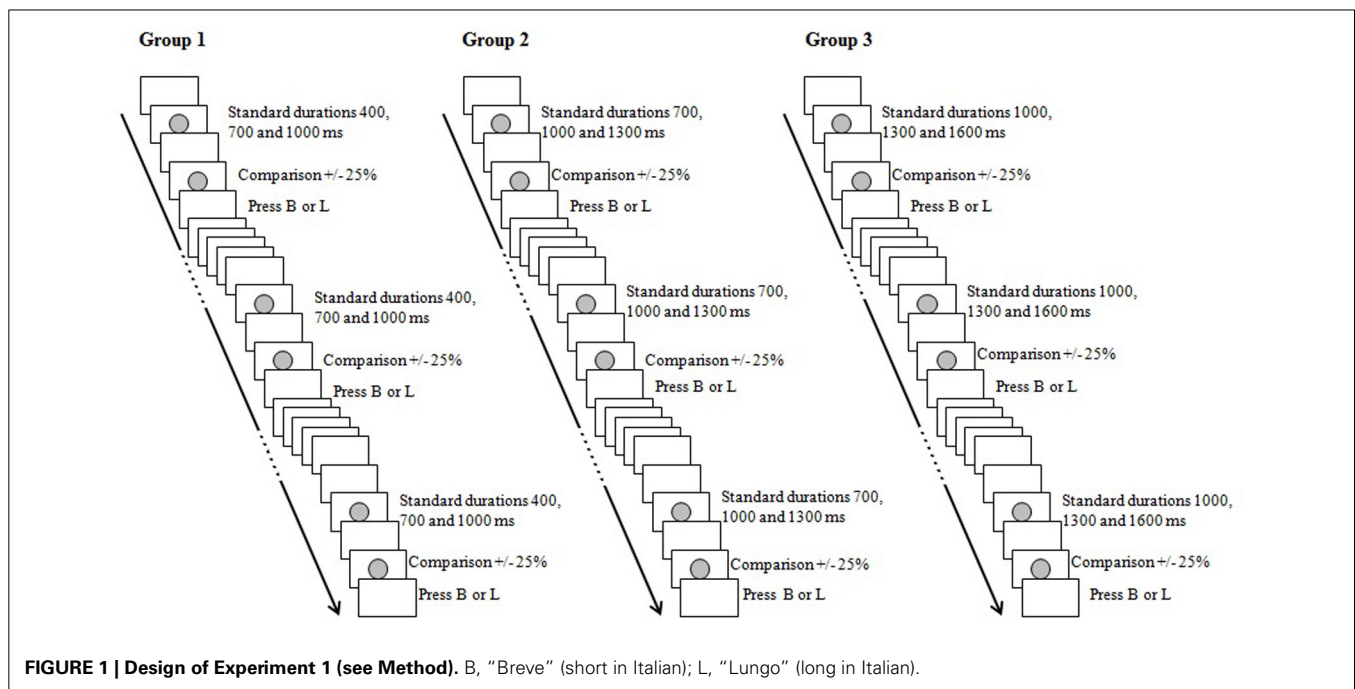 Group 1
Standard durations 400,
700 and 1000 ms
Comparison +/-25%
Press B or L
Standard durations 400,
700 and 1000 ms
Comparison +/-25%
Press B or L
Standard durations 400,
700 and 1000 ms
Comparison +/-25%
Press B or L
Group 2
Standard durations 700,
1000 and 1300 ms
Comparison +/-25%
Press B or L
Standard durations 700,
1000 and 1300 ms
Comparison +/-25%
Press B or L
Standard durations 700,
1000 and 1300 ms
Comparison +/-25%
Press B or L
Group 3
Standard durations 1000,
1300 and 1600 ms
Comparison +/-25%
Press B or L
Standard durations 1000,
1300 and 1600 ms
Comparison +/-25%
Press B or L
Standard durations 1000,
1300 and 1600 ms
Comparison +/-25%
Press B or L
FIGURE 1 | Design of Experiment 1 (see Method). B, “Breve” (short in Italian); L, “Lungo” (long in Italian).